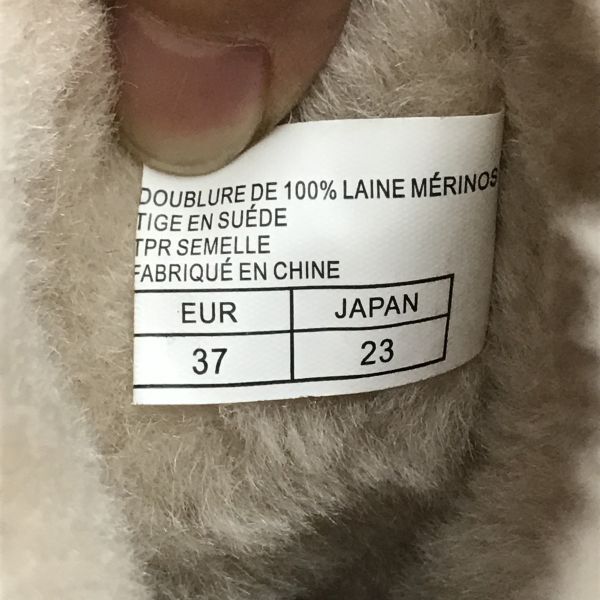 DOUBLURE DE 100% LAINE MÉRINOS
TIGE EN SUÉDE
TPR SEMELLE
FABRIQUÉ EN CHINE
EUR JAPAN
37 23